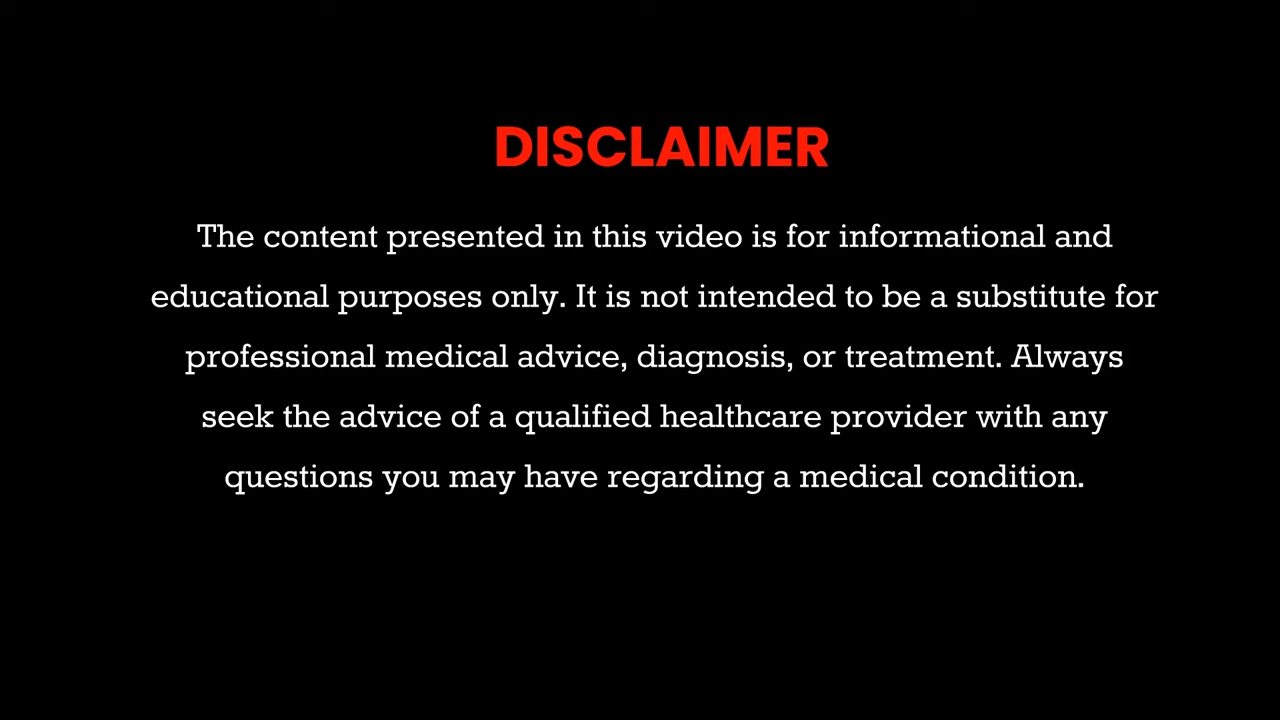 DISCLAIMER
The content presented in this video is for informational and
educational purposes only. It is not intended to be a substitute for
professional medical advice, diagnosis, or treatment. Always
seek the advice of a qualified healthcare provider with any
questions you may have regarding a medical condition.